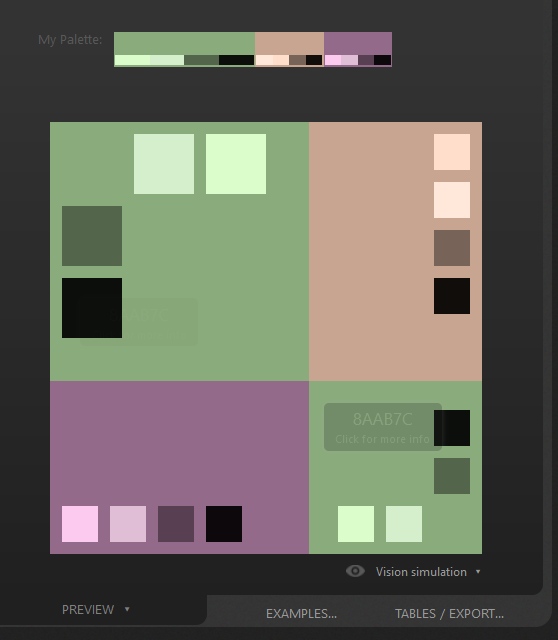 My Palette:
8AAB7C
Click for more info
Vision simulation
PREVIEW
EXAMPLES...
TABLES / EXPORT...